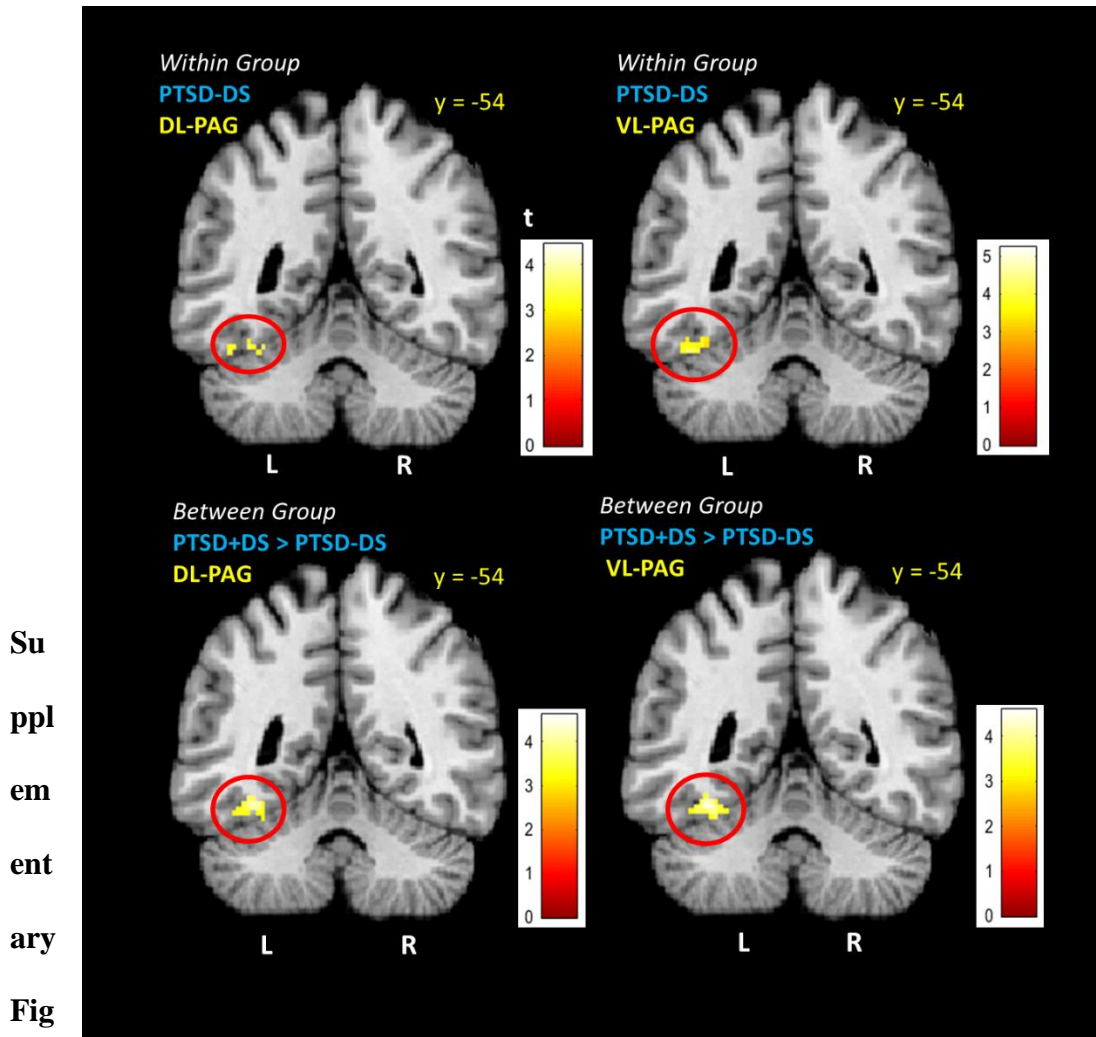 Within Group
PTSD-DS
DL-PAG
y = -54
t
4
3
2
1
0
L
R
Within Group
PTSD-DS
VL-PAG
y = -54
5
4
3
2
1
0
L
R
Between Group
PTSD+DS > PTSD-DS
DL-PAG
y = -54
4
3
2
1
0
L
R
Between Group
PTSD+DS > PTSD-DS
VL-PAG
y = -54
4
3
2
1
0
L
R
Su
ppl
em
ent
ary
Fig